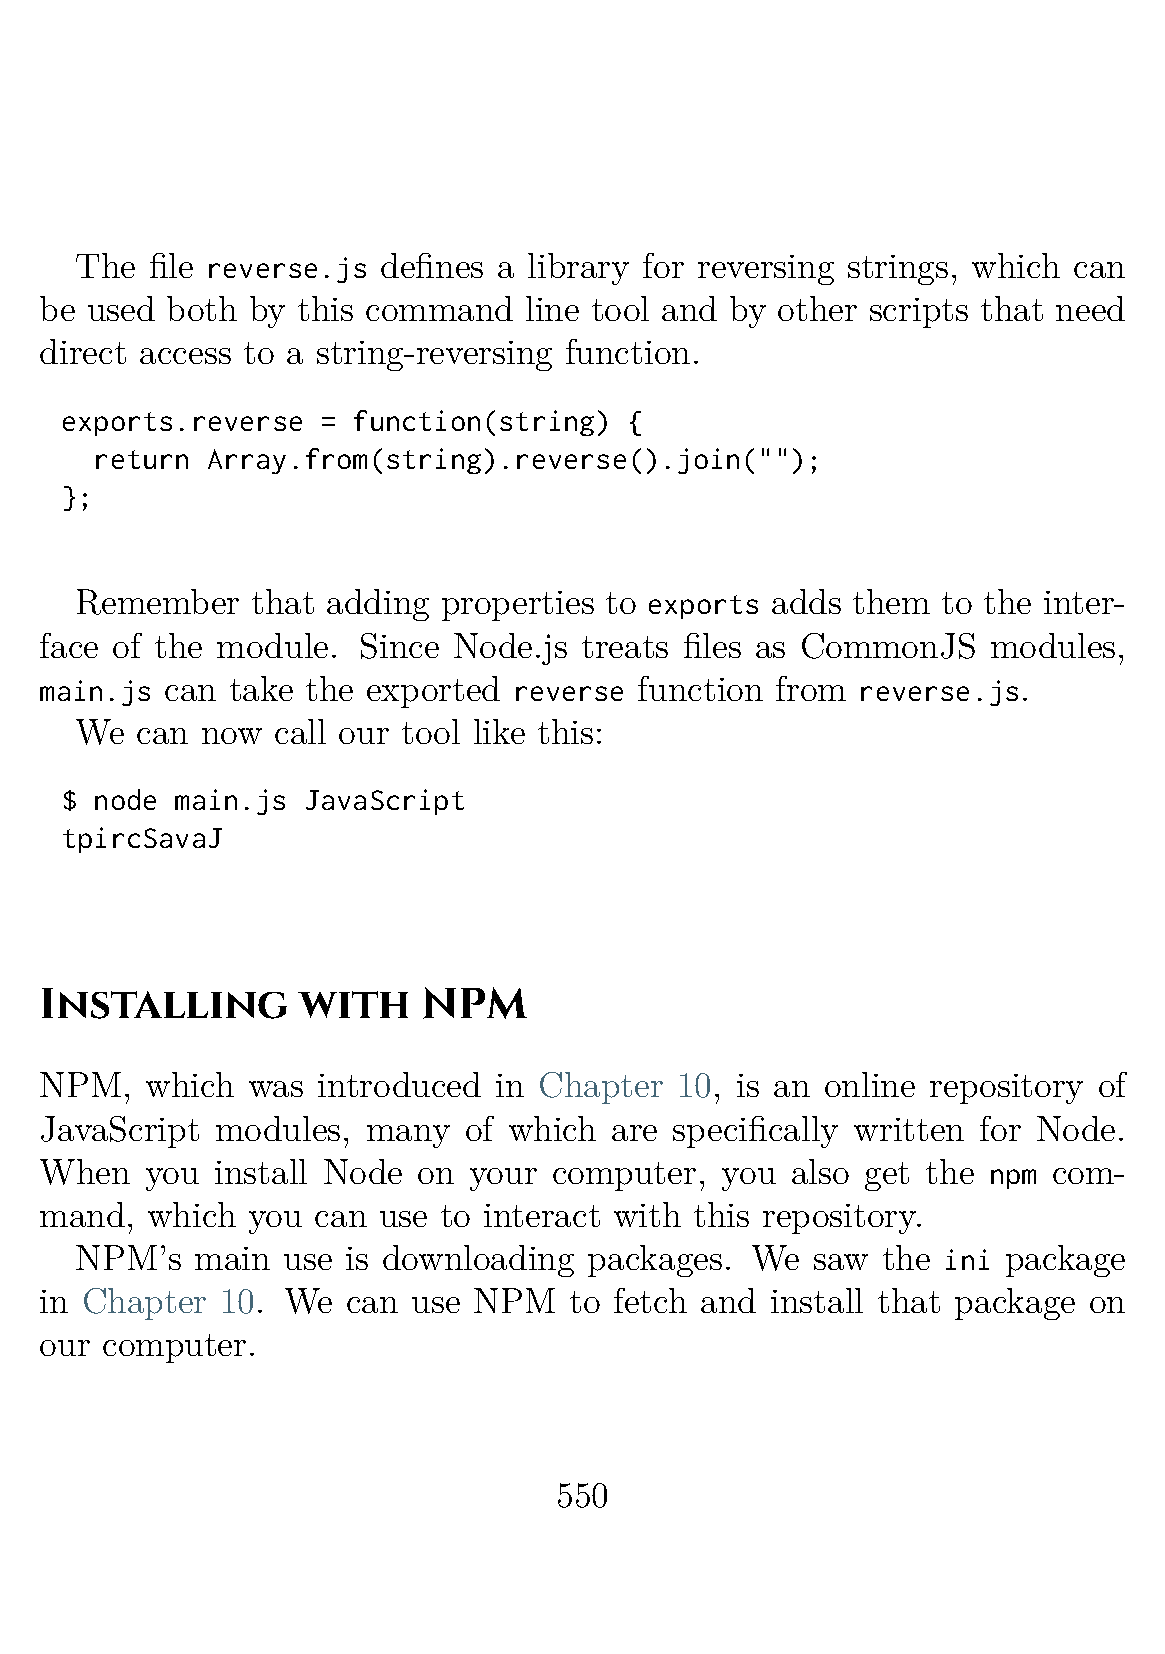 The file reverse.js defines a library for reversing strings, which can
be used both by this command line tool and by other scripts that need
direct access to a string-reversing function.
exports.reverse = function(string) {
  return Array.from(string).reverse().join("");
};
Remember that adding properties to exports adds them to the inter-
face of the module. Since Node.js treats files as CommonJS modules,
main.js can take the exported reverse function from reverse.js.
We can now call our tool like this:
$ node main.js JavaScript
tpircSavaJ
Installing with NPM
NPM, which was introduced in Chapter 10, is an online repository of
JavaScript modules, many of which are specifically written for Node.
When you install Node on your computer, you also get the npm com-
mand, which you can use to interact with this repository.
NPM's main use is downloading packages. We saw the ini package
in Chapter 10. We can use NPM to fetch and install that package on
our computer.
550